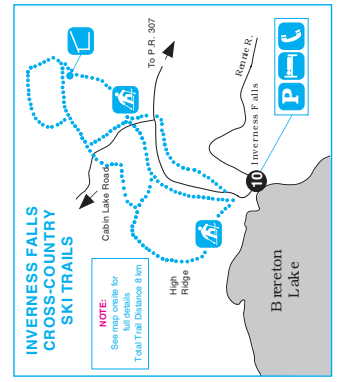 INVERNESS FALLS
CROSS-COUNTRY
SKI TRAILS
NOTE:
See map onsite for
full details
Total Trail Distance 8 km
Cabin Lake Road
To P.R. 307
Rennie R.
High
Ridge
10
Inverness Falls
P
Brereton
Lake